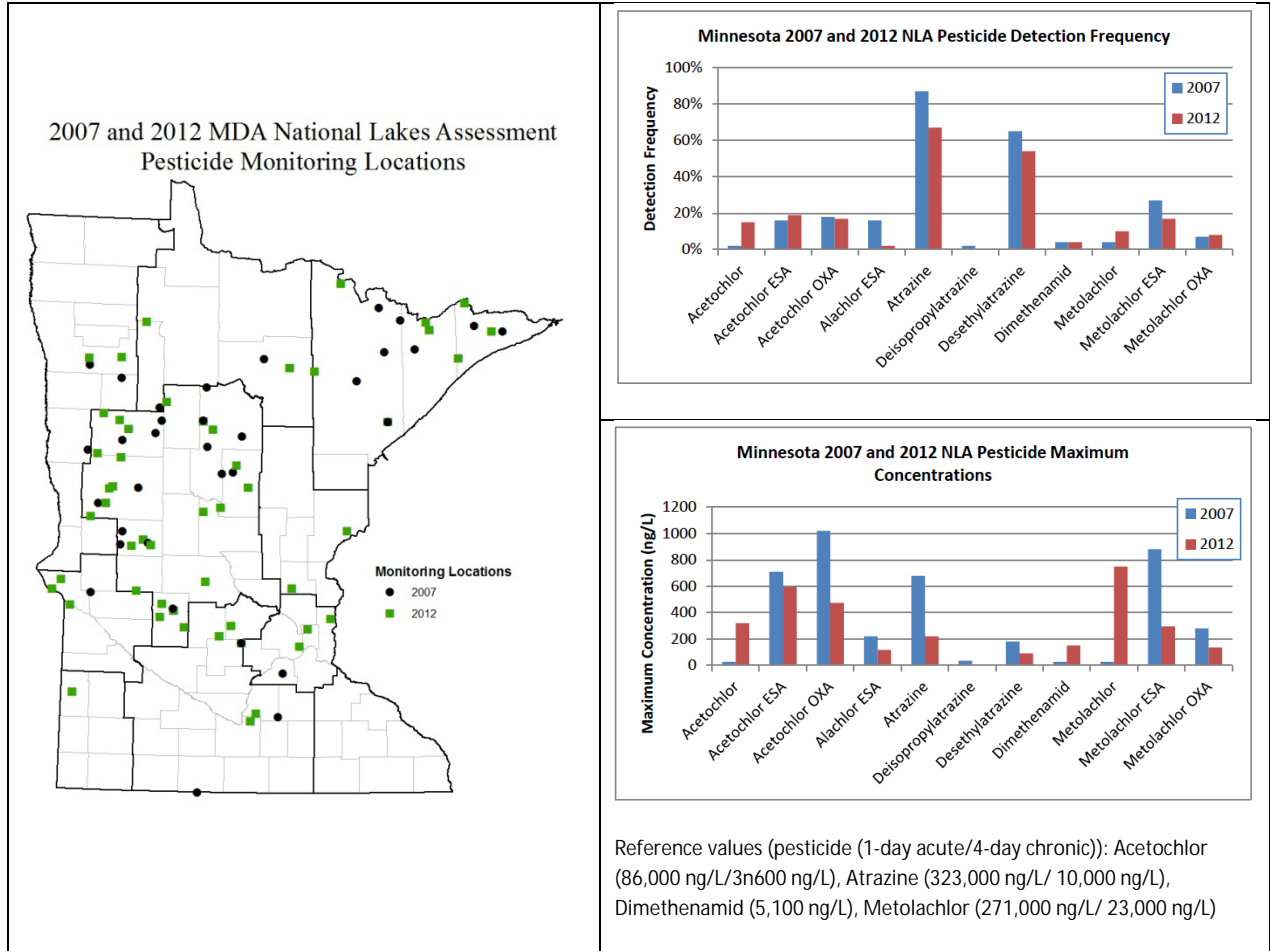 2007 and 2012 MDA National Lakes Assessment
Pesticide Monitoring Locations
Monitoring Locations
2007
2012
Minnesota 2007 and 2012 NLA Pesticide Detection Frequency
Detection Frequency
100%
80%
60%
40%
20%
0%
2007
2012
Acetochlor
Acetochlor ESA
Acetochlor OXA
Alachlor ESA
Atrazine
Deisopropylatrazine
Desethylatrazine
Dimethenamid
Metolachlor
Metolachlor ESA
Metolachlor OXA
Minnesota 2007 and 2012 NLA Pesticide Maximum
Concentrations
Maximum Concentration (ng/L)
1200
1000
800
600
400
200
0
2007
2012
Acetochlor
Acetochlor ESA
Acetochlor OXA
Alachlor ESA
Atrazine
Deisopropylatrazine
Desethylatrazine
Dimethenamid
Metolachlor
Metolachlor ESA
Metolachlor OXA
Reference values (pesticide (1-day acute/4-day chronic)): Acetochlor
(86,000 ng/L/3n600 ng/L), Atrazine (323,000 ng/L/ 10,000 ng/L),
Dimethenamid (5,100 ng/L), Metolachlor (271,000 ng/L/ 23,000 ng/L)